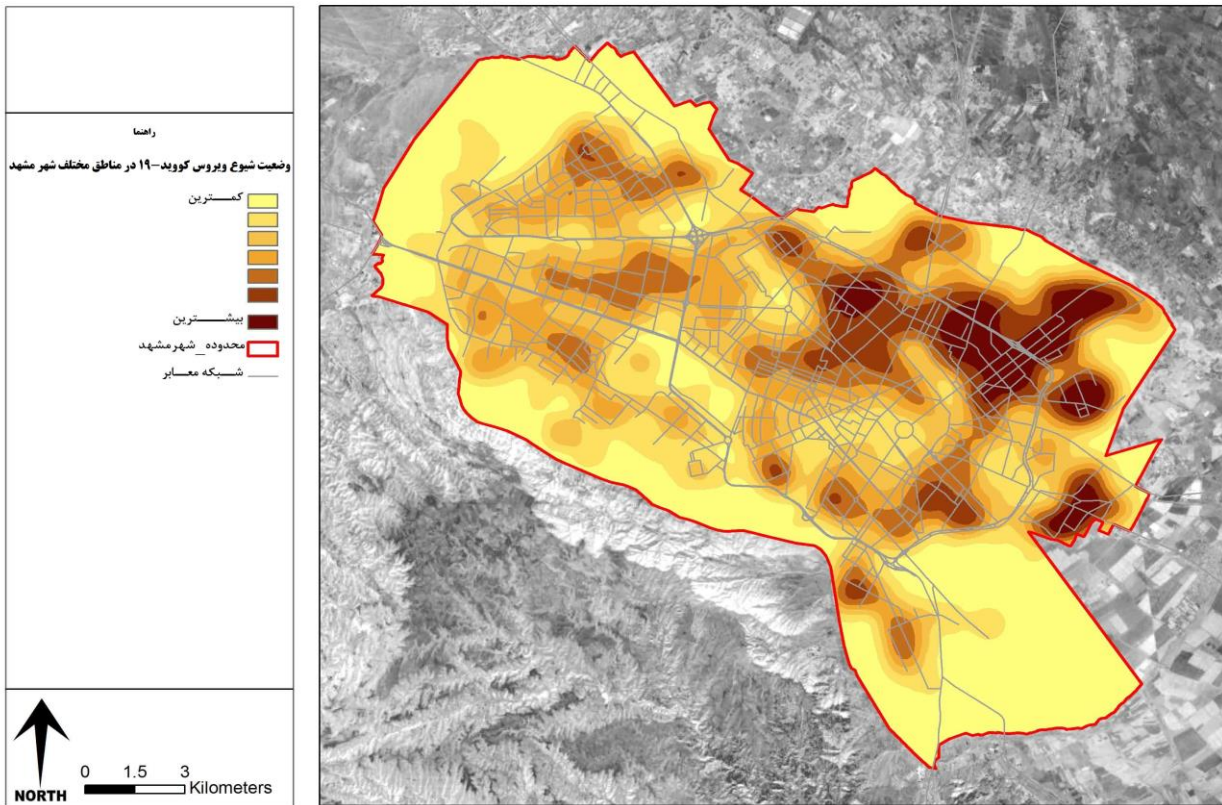 راهنما
وضعیت شیوع ویروس کووید-۱۹ در مناطق مختلف شهر مشهد
کمترین
بیشترین
محدوده_شهرمشهد
شبکه معابر
0 1.5 3
Kilometers
NORTH